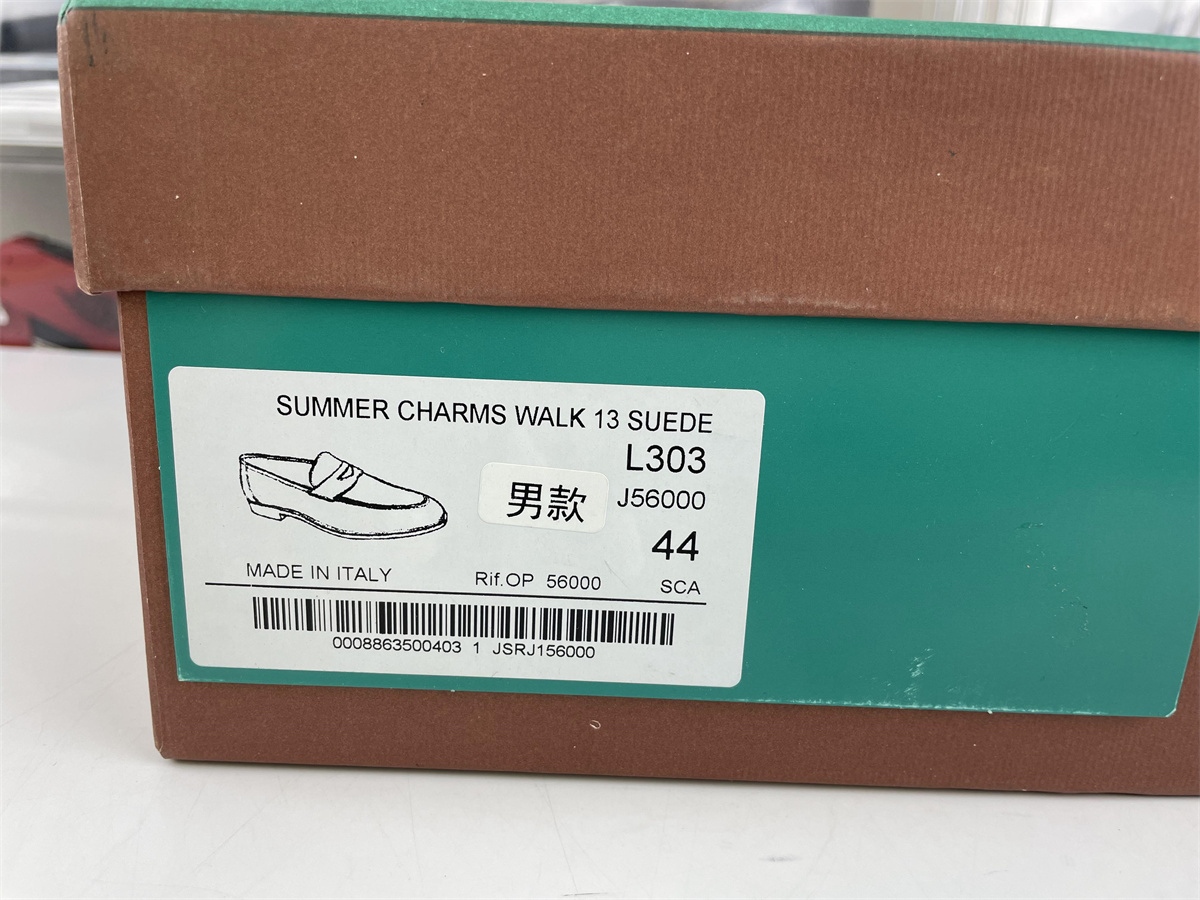 SUMMER CHARMS WALK 13 SUEDE
L303
男款
J56000
44
MADE IN ITALY
Rif.OP 56000
SCA
0008863500403 1 JSRJ156000